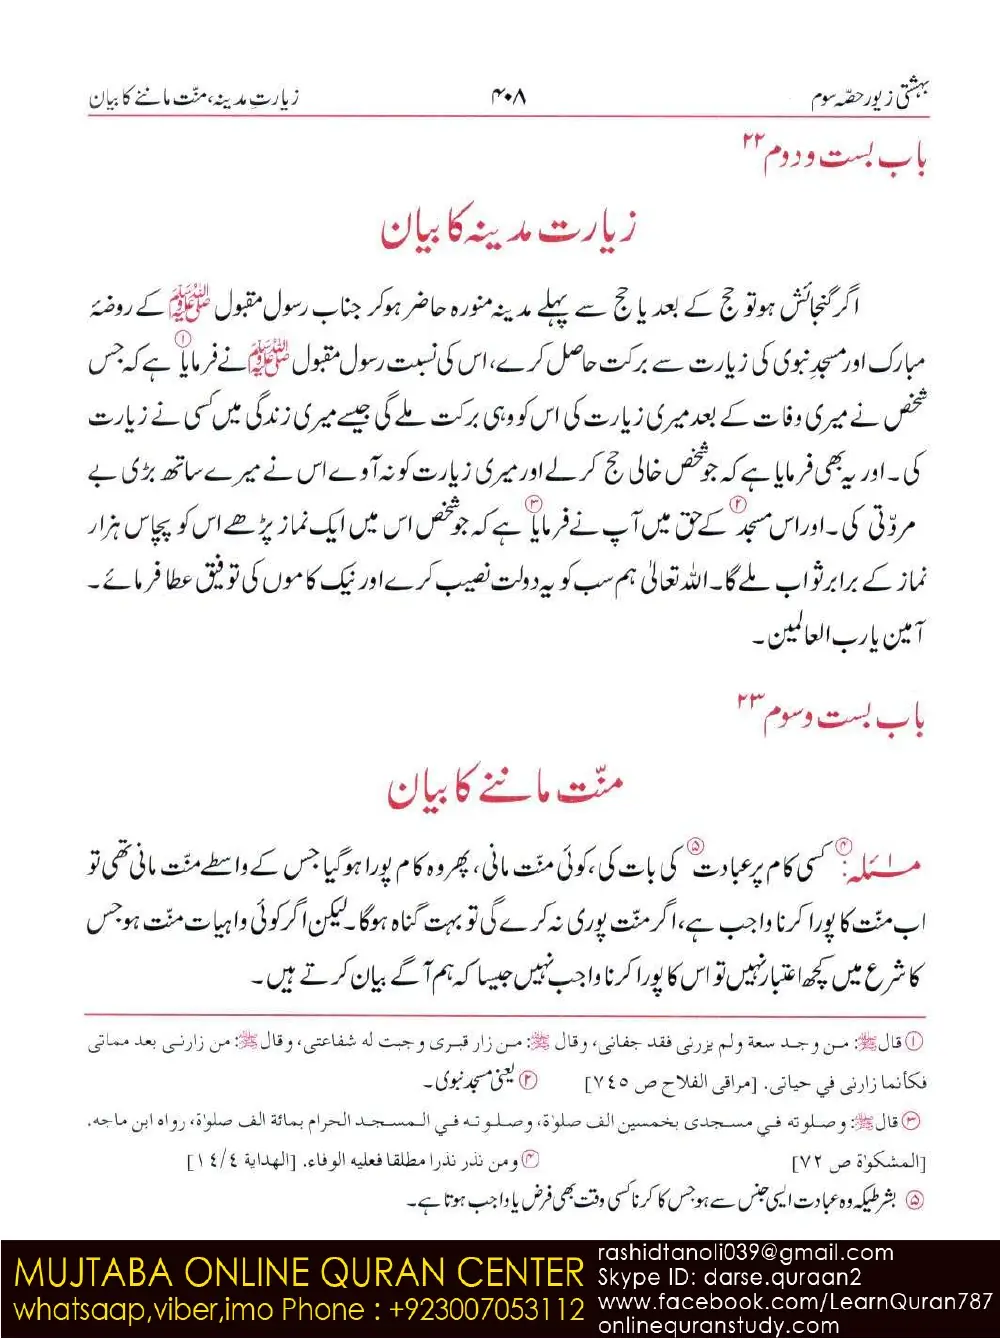 بہشتی زیور حصّہ سوم ۴۰۸ زیارتِ مدینہ، منّت ماننے کا بیان
باب بست و دوم ۲۲
زیارت مدینہ کا بیان
اگر گنجائش ہو تو حج کے بعد یا حج سے پہلے مدینہ منورہ حاضر ہو کر جناب رسول مقبول ﷺ کے روضۂ
مبارک اور مسجدِ نبوی کی زیارت سے برکت حاصل کرے، اس کی نسبت رسول مقبول ﷺ نے فرمایا ① ہے کہ جس
شخص نے میری وفات کے بعد میری زیارت کی اس کو وہی برکت ملے گی جیسے میری زندگی میں کسی نے زیارت
کی۔ اور یہ بھی فرمایا ہے کہ جو شخص خالی حج کرلے اور میری زیارت کو نہ آوے اس نے میرے ساتھ بڑی بے
مروّتی کی۔ اور اس مسجد ② کے حق میں آپ نے فرمایا ③ ہے کہ جو شخص اس میں ایک نماز پڑھے اس کو پچاس ہزار
نماز کے برابر ثواب ملے گا۔ اللہ تعالیٰ ہم سب کو یہ دولت نصیب کرے اور نیک کاموں کی توفیق عطا فرمائے۔
آمین یا رب العالمین۔
باب بست و سوم ۲۳
منّت ماننے کا بیان
مسئلہ ④: کسی کام پر عبادت ⑤ کی بات کی، کوئی منّت مانی، پھر وہ کام پورا ہوگیا جس کے واسطے منّت مانی تھی تو
اب منّت کا پورا کرنا واجب ہے، اگر منّت پوری نہ کرے گی تو بہت گناہ ہوگا۔ لیکن اگر کوئی واہیات منّت ہو جس
کا شرع میں کچھ اعتبار نہیں تو اس کا پورا کرنا واجب نہیں جیسا کہ ہم آگے بیان کرتے ہیں۔
① قال ﷺ: من وجد سعة ولم يزرنی فقد جفانی، وقال ﷺ: من زار قبری وجبت له شفاعتی، وقال ﷺ: من زارنی بعد مماتی
فكأنما زارنی في حياتی. [مراقی الفلاح ص ۷۴۵] ② یعنی مسجد نبوی۔
③ قال ﷺ: وصلوته في مسجدی بخمسين الف صلوٰة، وصلوته في المسجد الحرام بمائة الف صلوٰة، رواه ابن ماجه.
[المشكوٰة ص ۷۲] ④ ومن نذر نذرا مطلقا فعليه الوفاء. [الهداية ۱۴/۴]
⑤ بشرطیکہ وہ عبادت ایسی جنس سے ہو جس کا کرنا کسی وقت بھی فرض یا واجب ہوتا ہے۔
MUJTABA ONLINE QURAN CENTER
whatsaap,viber,imo Phone : +923007053112
rashidtanoli039@gmail.com
Skype ID: darse.quraan2
www.facebook.com/LearnQuran787
onlinequranstudy.com